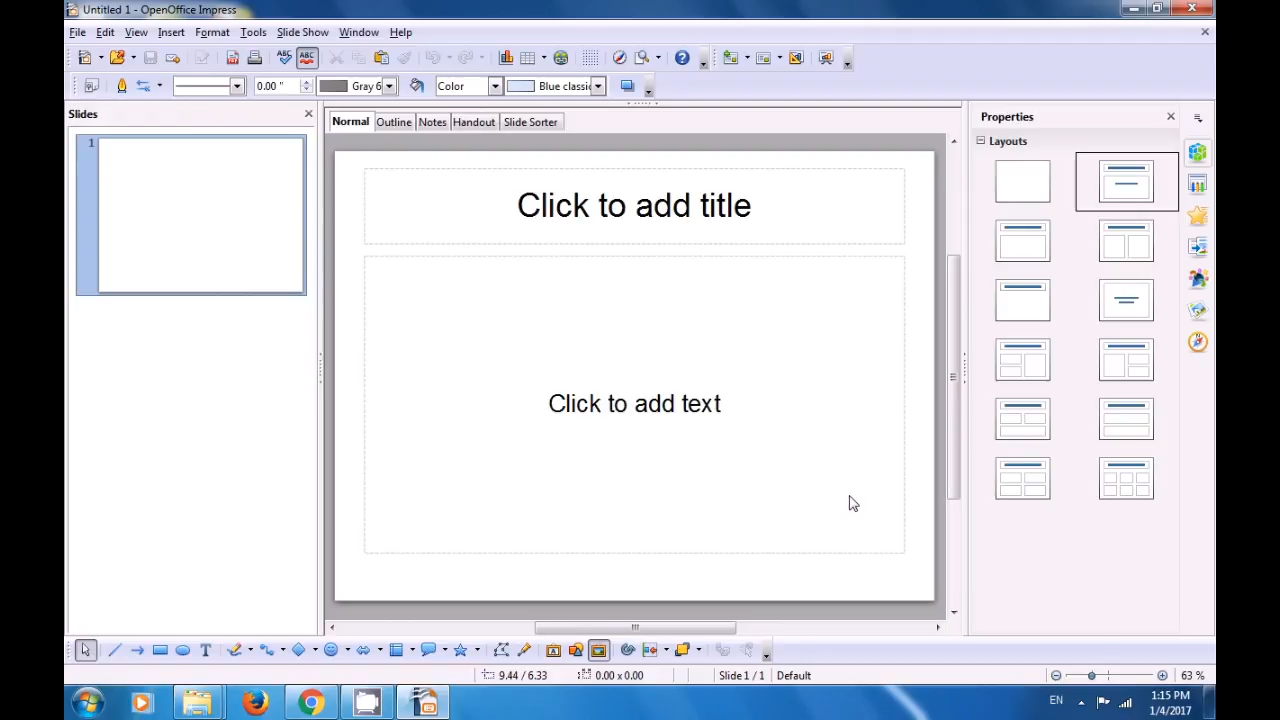 Untitled 1 - OpenOffice Impress
File Edit View Insert Format Tools Slide Show Window Help
ABC ABC
0.00 " Gray 6 Color Blue classic
Slides
Normal Outline Notes Handout Slide Sorter
Properties
Layouts
1
Click to add title
Click to add text
T
A
9.44 / 6.33 0.00 x 0.00 Slide 1 / 1 Default 63 %
EN
1:15 PM
1/4/2017